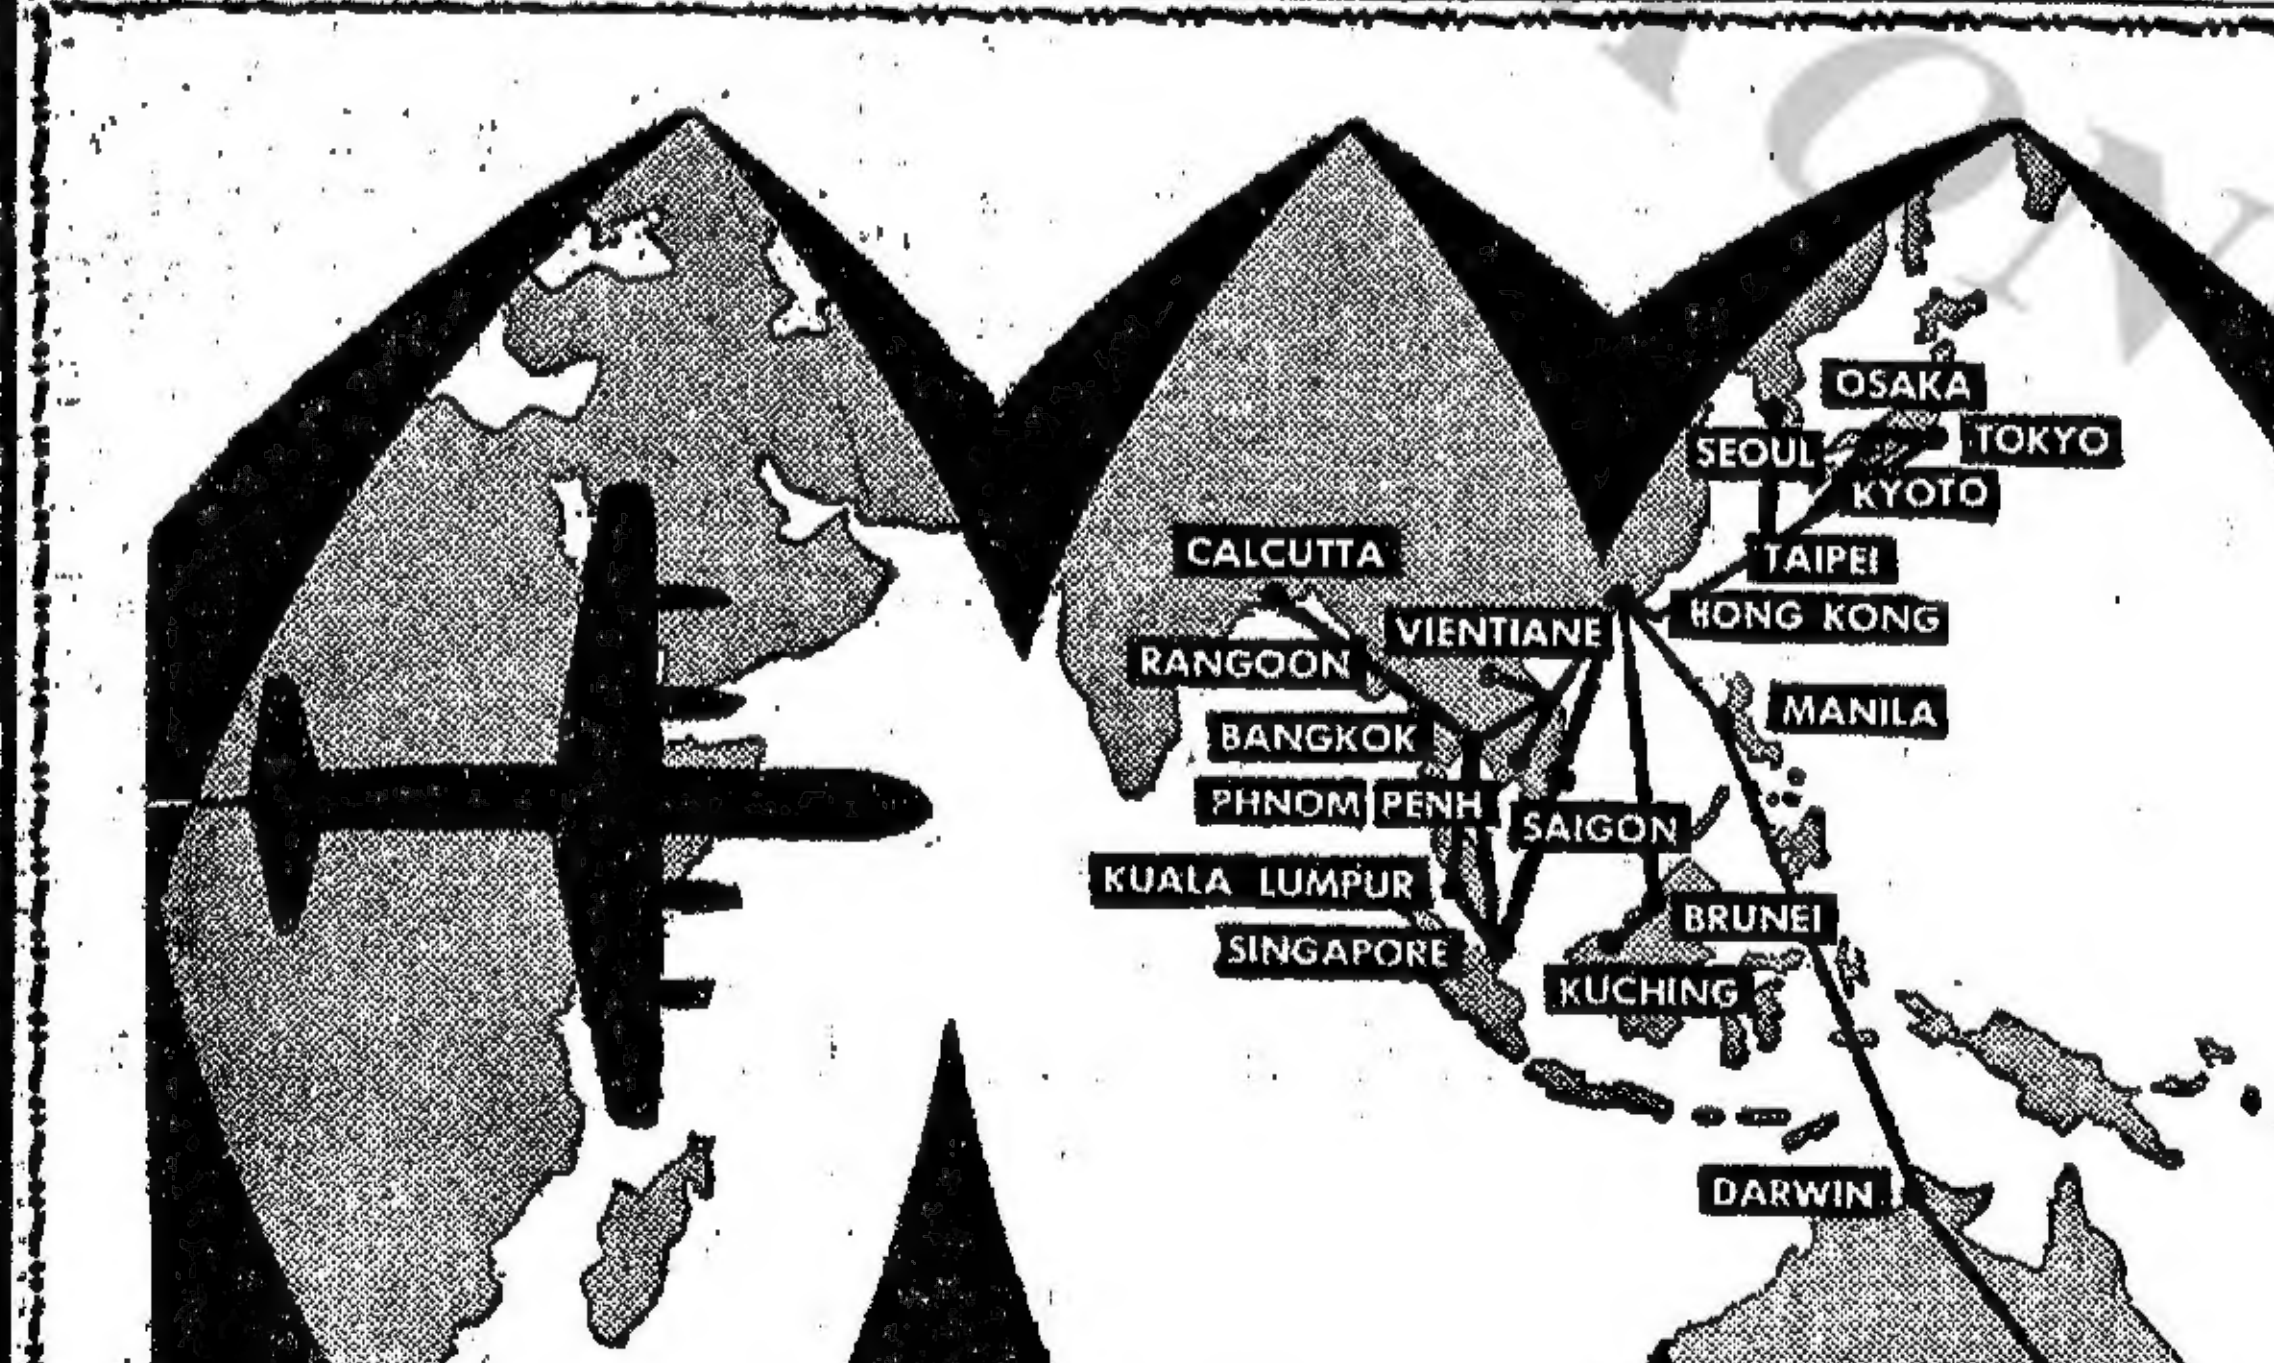 OSAKA
SEOUL
TOKYO
KYOTO
CALCUTTA
TAIPEI
VIENTIANE
HONG KONG
RANGOON
MANILA
BANGKOK
PHNOM PENH
SAIGON
KUALA LUMPUR
BRUNEI
SINGAPORE
KUCHING
DARWIN